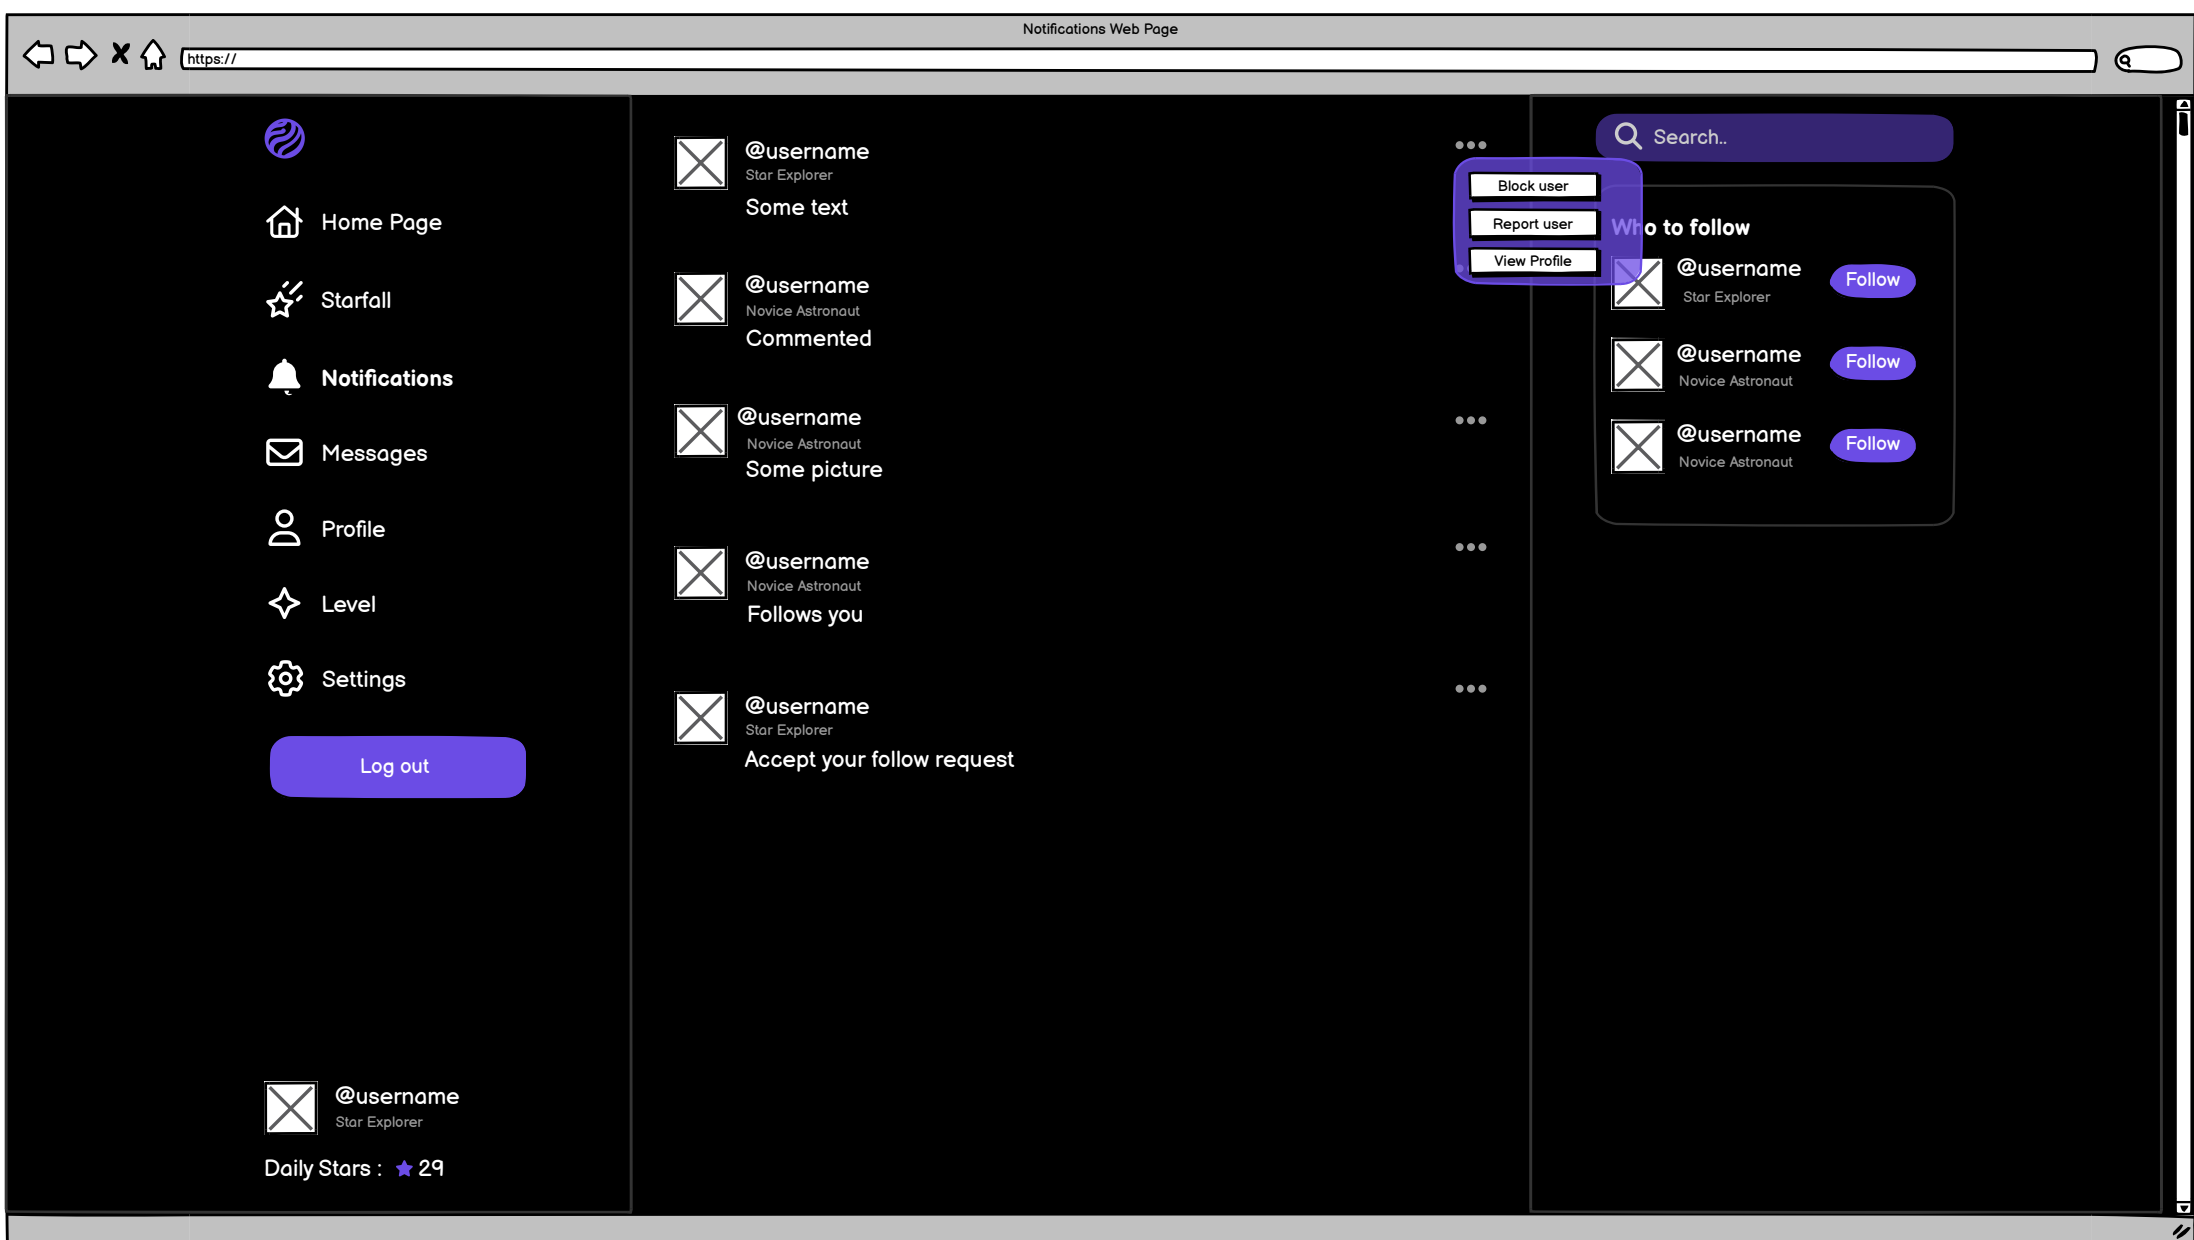 Notifications Web Page
https://
Home Page
Starfall
Notifications
Messages
Profile
Level
Settings
Log out
@username
Star Explorer
Daily Stars : 29
@username
Star Explorer
Some text
@username
Novice Astronaut
Commented
@username
Novice Astronaut
Some picture
@username
Novice Astronaut
Follows you
@username
Star Explorer
Accept your follow request
Block user
Report user
View Profile
Search..
Who to follow
@username
Star Explorer
Follow
@username
Novice Astronaut
Follow
@username
Novice Astronaut
Follow